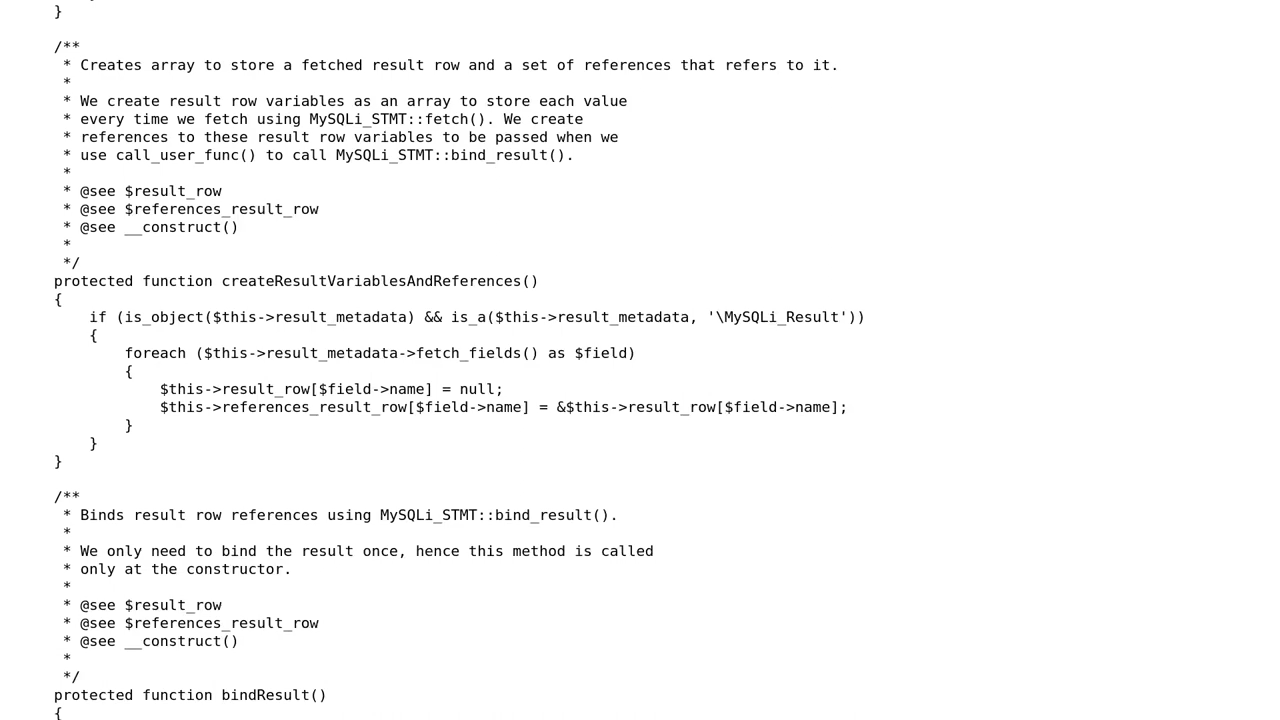 }
/**
 * Creates array to store a fetched result row and a set of references that refers to it.
 *
 * We create result row variables as an array to store each value
 * every time we fetch using MySQLi_STMT::fetch(). We create
 * references to these result row variables to be passed when we
 * use call_user_func() to call MySQLi_STMT::bind_result().
 *
 * @see $result_row
 * @see $references_result_row
 * @see __construct()
 *
 */
protected function createResultVariablesAndReferences()
{
    if (is_object($this->result_metadata) && is_a($this->result_metadata, '\MySQLi_Result'))
    {
        foreach ($this->result_metadata->fetch_fields() as $field)
        {
            $this->result_row[$field->name] = null;
            $this->references_result_row[$field->name] = &$this->result_row[$field->name];
        }
    }
}
/**
 * Binds result row references using MySQLi_STMT::bind_result().
 *
 * We only need to bind the result once, hence this method is called
 * only at the constructor.
 *
 * @see $result_row
 * @see $references_result_row
 * @see __construct()
 *
 */
protected function bindResult()
{